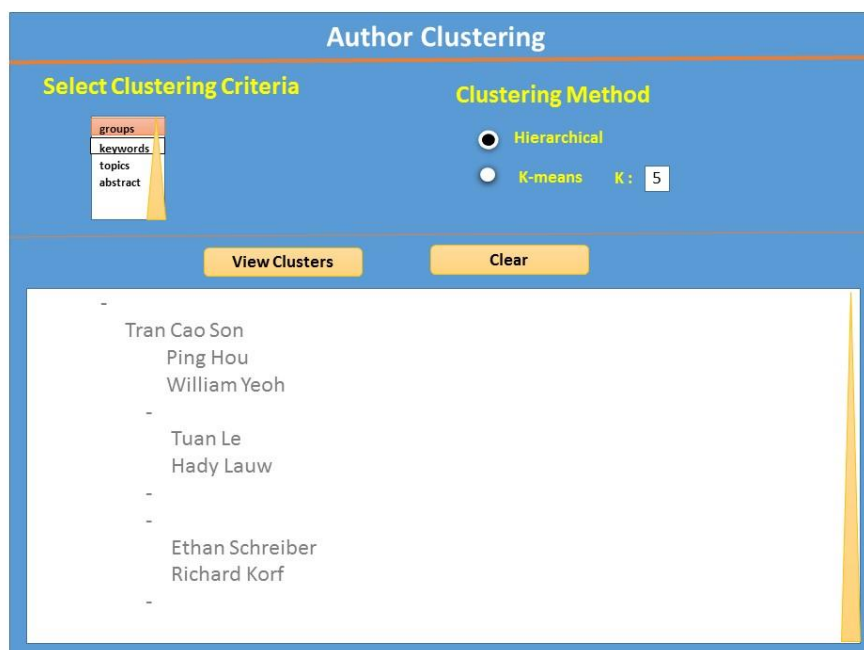 Author Clustering
Select Clustering Criteria
Clustering Method
groups
keywords
topics
abstract
Hierarchical
K-means K : 5
View Clusters Clear
-
Tran Cao Son
Ping Hou
William Yeoh
-
Tuan Le
Hady Lauw
-
-
Ethan Schreiber
Richard Korf
-